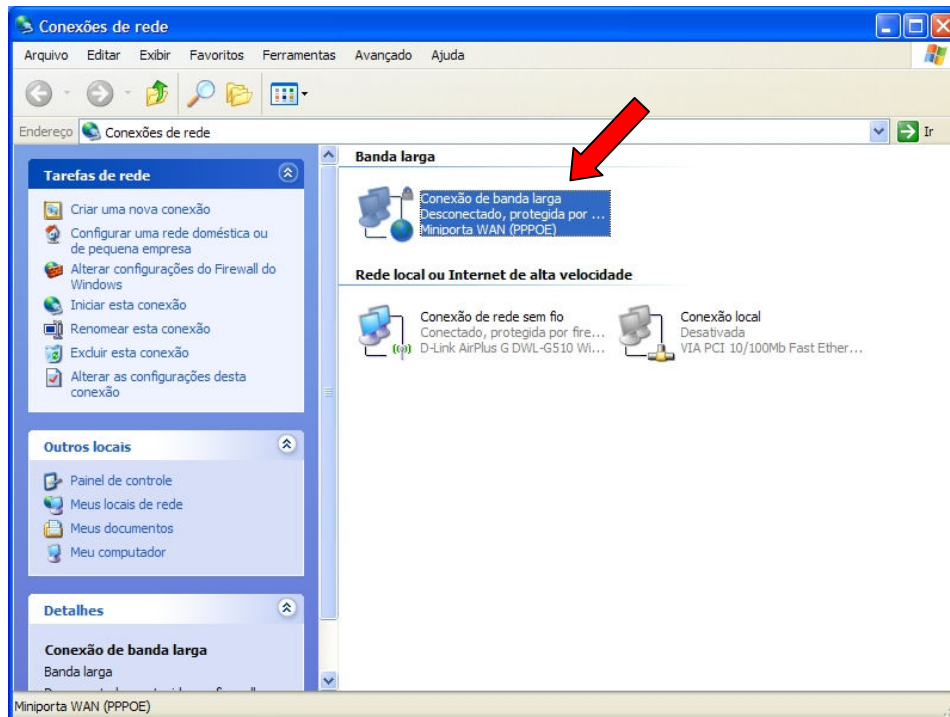 Conexões de rede
Arquivo Editar Exibir Favoritos Ferramentas Avançado Ajuda
Endereço Conexões de rede Ir
Tarefas de rede
Criar uma nova conexão
Configurar uma rede doméstica ou
de pequena empresa
Alterar configurações do Firewall do
Windows
Iniciar esta conexão
Renomear esta conexão
Excluir esta conexão
Alterar as configurações desta
conexão
Outros locais
Painel de controle
Meus locais de rede
Meus documentos
Meu computador
Detalhes
Conexão de banda larga
Banda larga
Banda larga
Conexão de banda larga
Desconectado, protegida por ...
Miniporta WAN (PPPOE)
Rede local ou Internet de alta velocidade
Conexão de rede sem fio
Conectado, protegida por fire...
D-Link AirPlus G DWL-G510 Wi...
Conexão local
Desativada
VIA PCI 10/100Mb Fast Ether...
Miniporta WAN (PPPOE)